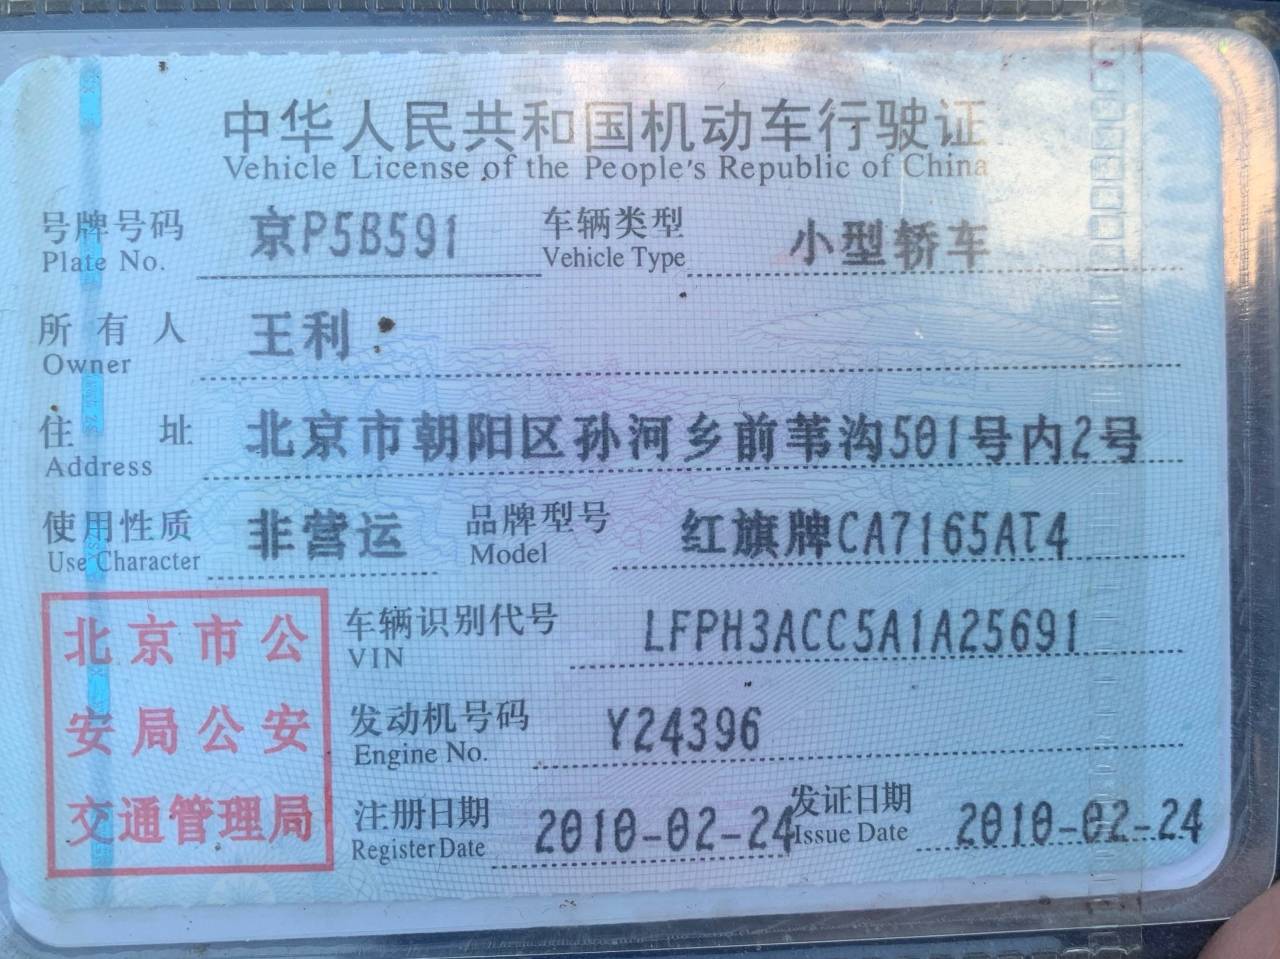 中华人民共和国机动车行驶证
Vehicle License of the People's Republic of China
号牌号码 京P5B591 车辆类型 小型轿车
Plate No. Vehicle Type
所有人 王利
Owner
住址 北京市朝阳区孙河乡前苇沟501号内2号
Address
使用性质 非营运 品牌型号 红旗牌CA7165AT4
Use Character Model
北京市公
安局公安
交通管理局
车辆识别代号 LFPH3ACC5A1A25691
VIN
发动机号码 Y24396
Engine No.
注册日期 2010-02-24 发证日期 2010-02-24
Register Date Issue Date